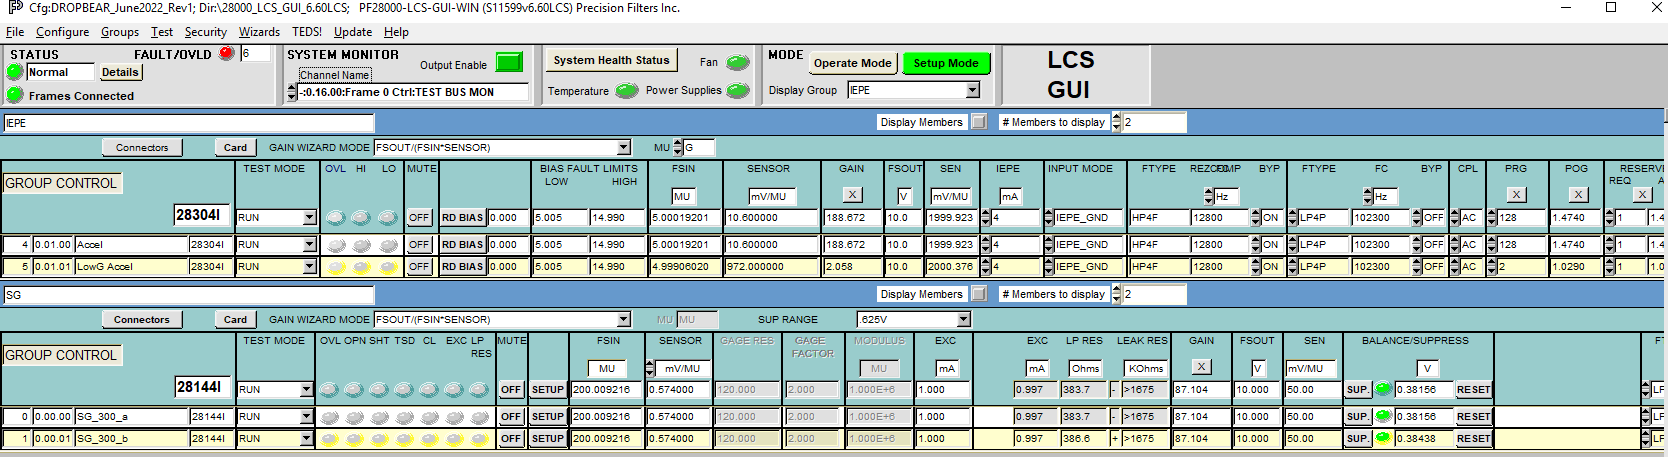 Cfg:DROPBEAR_June2022_Rev1; Dir:\28000_LCS_GUI_6.60LCS; PF28000-LCS-GUI-WIN (S11599v6.60LCS) Precision Filters Inc.
File Configure Groups Test Security Wizards TEDS! Update Help
STATUS FAULT/OVLD 6
Normal Details
Frames Connected
SYSTEM MONITOR
Output Enable
Channel Name
-:0.16.00:Frame 0 Ctrl:TEST BUS MON
System Health Status Fan
Temperature Power Supplies
MODE Operate Mode Setup Mode
Display Group IEPE
LCS
GUI
IEPE Display Members # Members to display 2
Connectors Card GAIN WIZARD MODE FSOUT/(FSIN*SENSOR) MU G
TEST MODE OVL HI LO MUTE BIAS FAULT LIMITS FSIN SENSOR GAIN FSOUT SEN IEPE INPUT MODE FTYPE BYP FTYPE FC BYP CPL PRG POG
LOW HIGH REQ
GROUP CONTROL MU mV/MU X V mV/MU mA Hz Hz X X
28304I RUN OFF RD BIAS 0.000 5.005 14.990 5.00019201 10.600000 188.672 10.0 1999.923 4 IEPE_GND HP4F 12800 ON LP4P 102300 OFF AC 128 1.4740 1 1.4
4 0.01.00 Accel 28304I RUN OFF RD BIAS 0.000 5.005 14.990 5.00019201 10.600000 188.672 10.0 1999.923 4 IEPE_GND HP4F 12800 ON LP4P 102300 OFF AC 128 1.4740 1 1.4
5 0.01.01 LowG Accel 28304I RUN OFF RD BIAS 0.000 5.005 14.990 4.99906020 972.000000 2.058 10.0 2000.376 4 IEPE_GND HP4F 12800 ON LP4P 102300 OFF AC 2 1.0290 1 1.0
SG Display Members # Members to display 2
Connectors Card GAIN WIZARD MODE FSOUT/(FSIN*SENSOR) MU MU SUP RANGE .625V
TEST MODE OVL OPN SHT TSD CL EXC LP MUTE FSIN SENSOR GAGE RES GAGE MODULUS EXC EXC LP RES LEAK RES GAIN FSOUT SEN BALANCE/SUPPRESS FT
RES FACTOR
GROUP CONTROL MU mV/MU MU mA mA Ohms KOhms X V mV/MU V
28144I RUN OFF SETUP 200.009216 0.574000 120.000 2.000 1.000E+6 1.000 0.997 383.7 - >1675 87.104 10.000 50.00 SUP. 0.38156 RESET LF
0 0.00.00 SG_300_a 28144I RUN OFF SETUP 200.009216 0.574000 120.000 2.000 1.000E+6 1.000 0.997 383.7 - >1675 87.104 10.000 50.00 SUP. 0.38156 RESET LF
1 0.00.01 SG_300_b 28144I RUN OFF SETUP 200.009216 0.574000 120.000 2.000 1.000E+6 1.000 0.997 386.6 + >1675 87.104 10.000 50.00 SUP. 0.38438 RESET LF